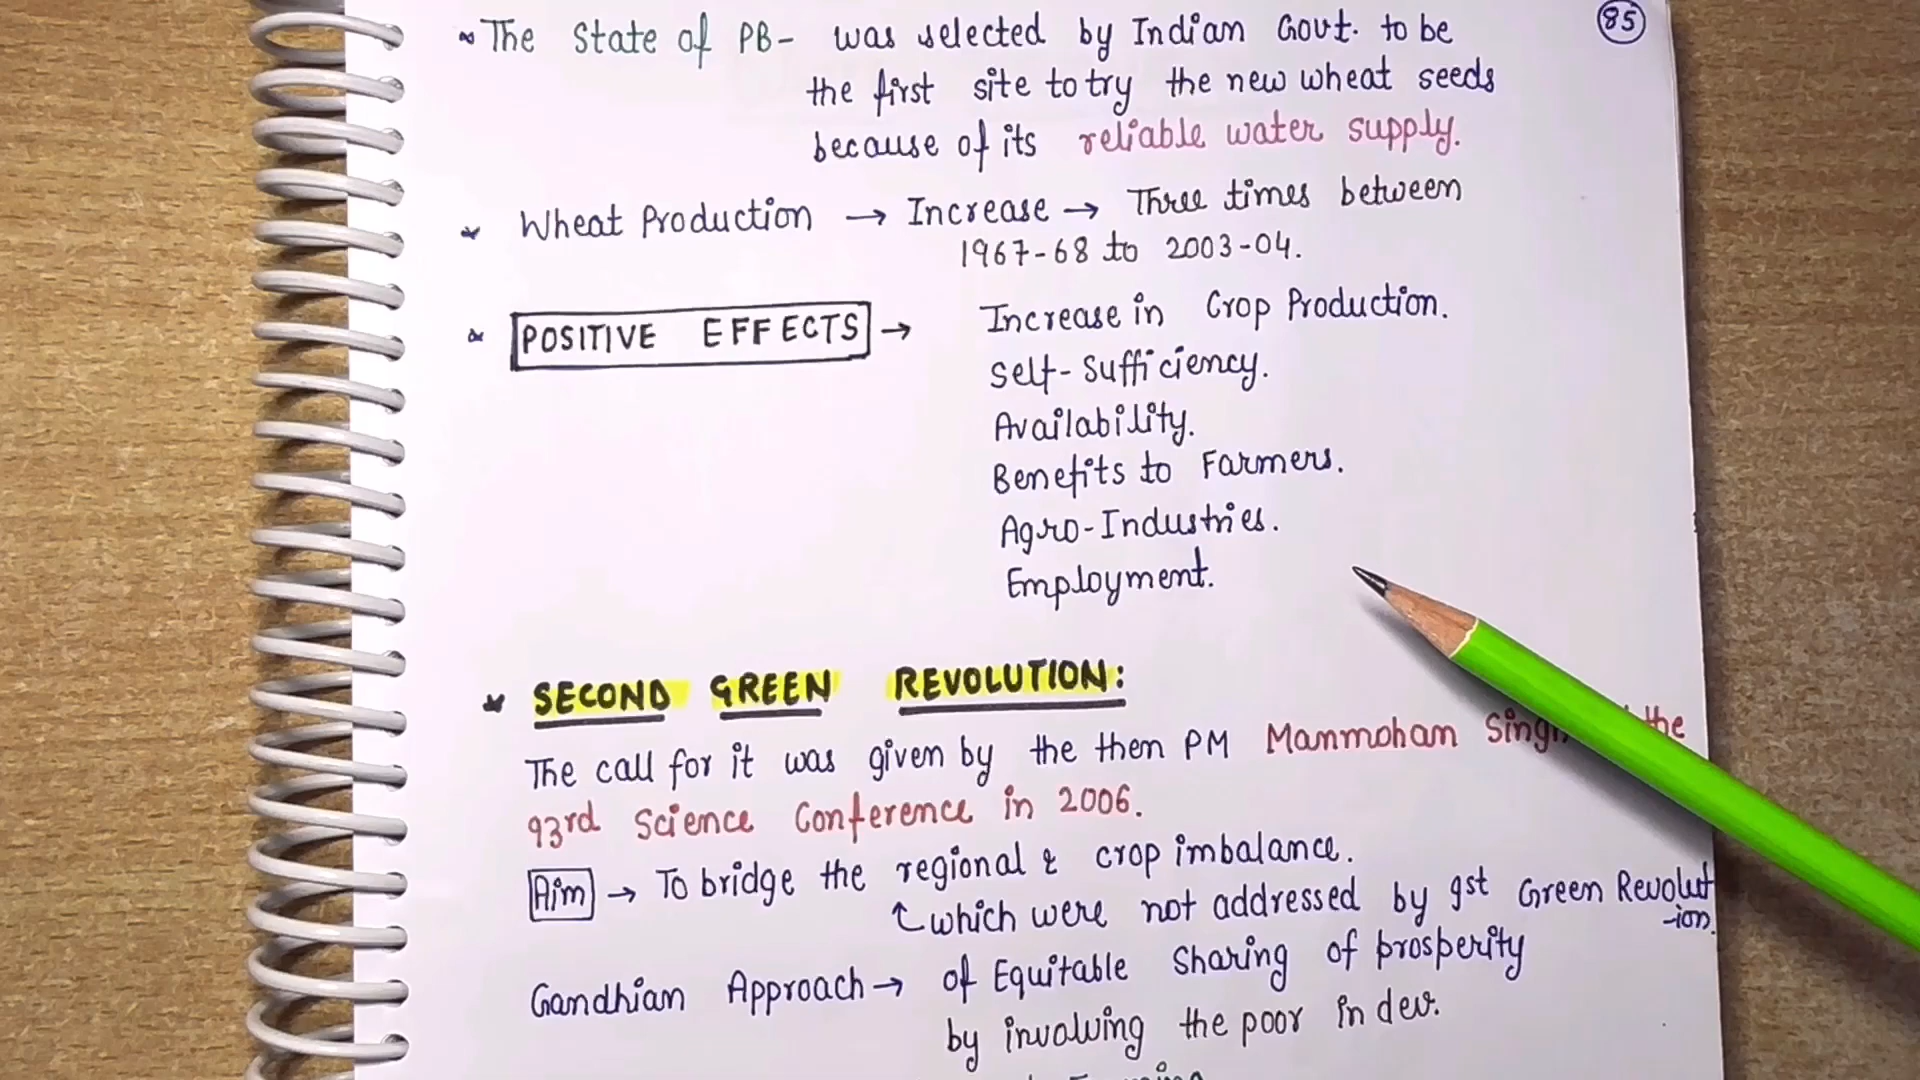 85
The State of PB- was selected by Indian Govt. to be
the first site to try the new wheat seeds
because of its reliable water supply.
Wheat Production → Increase → Three times between
1967-68 to 2003-04.
POSITIVE EFFECTS → Increase in Crop Production.
Self-Sufficiency.
Availability.
Benefits to Farmers.
Agro-Industries.
Employment.
SECOND GREEN REVOLUTION:
The call for it was given by the then PM Manmoham Singh the
93rd Science Conference in 2006.
Aim → To bridge the regional & crop imbalance.
which were not addressed by Ist Green Revolut
-ion.
Gandhian Approach → of Equitable Sharing of prosperity
by involving the poor in dev.